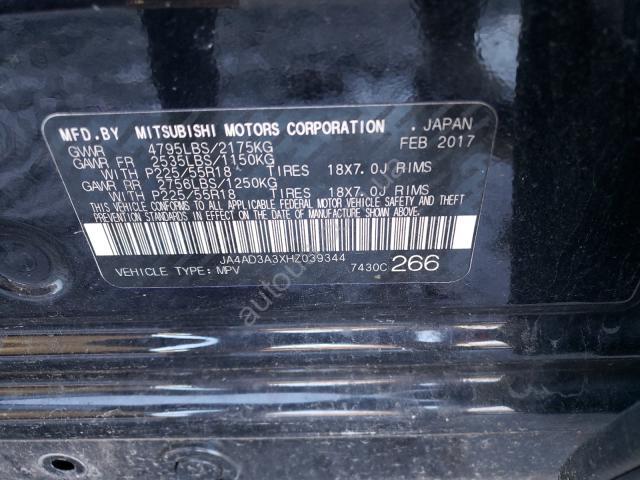 MFD.BY MITSUBISHI MOTORS CORPORATION . JAPAN
GVWR 4795LBS/2175KG FEB 2017
GAWR FR 2535LBS/1150KG
WITH P225/55R18 TIRES 18X7.0J RIMS
GAWR RR 2756LBS/1250KG
WITH P225/55R18 TIRES 18X7.0J RIMS
THIS VEHICLE CONFORMS TO ALL APPLICABLE FEDERAL MOTOR VEHICLE SAFETY AND
THEFT PREVENTION STANDARDS IN EFFECT ON THE DATE OF MANUFACTURE SHOWN ABOVE.
JA4AD3A3XHZ039344
VEHICLE TYPE: MPV 7430C 266